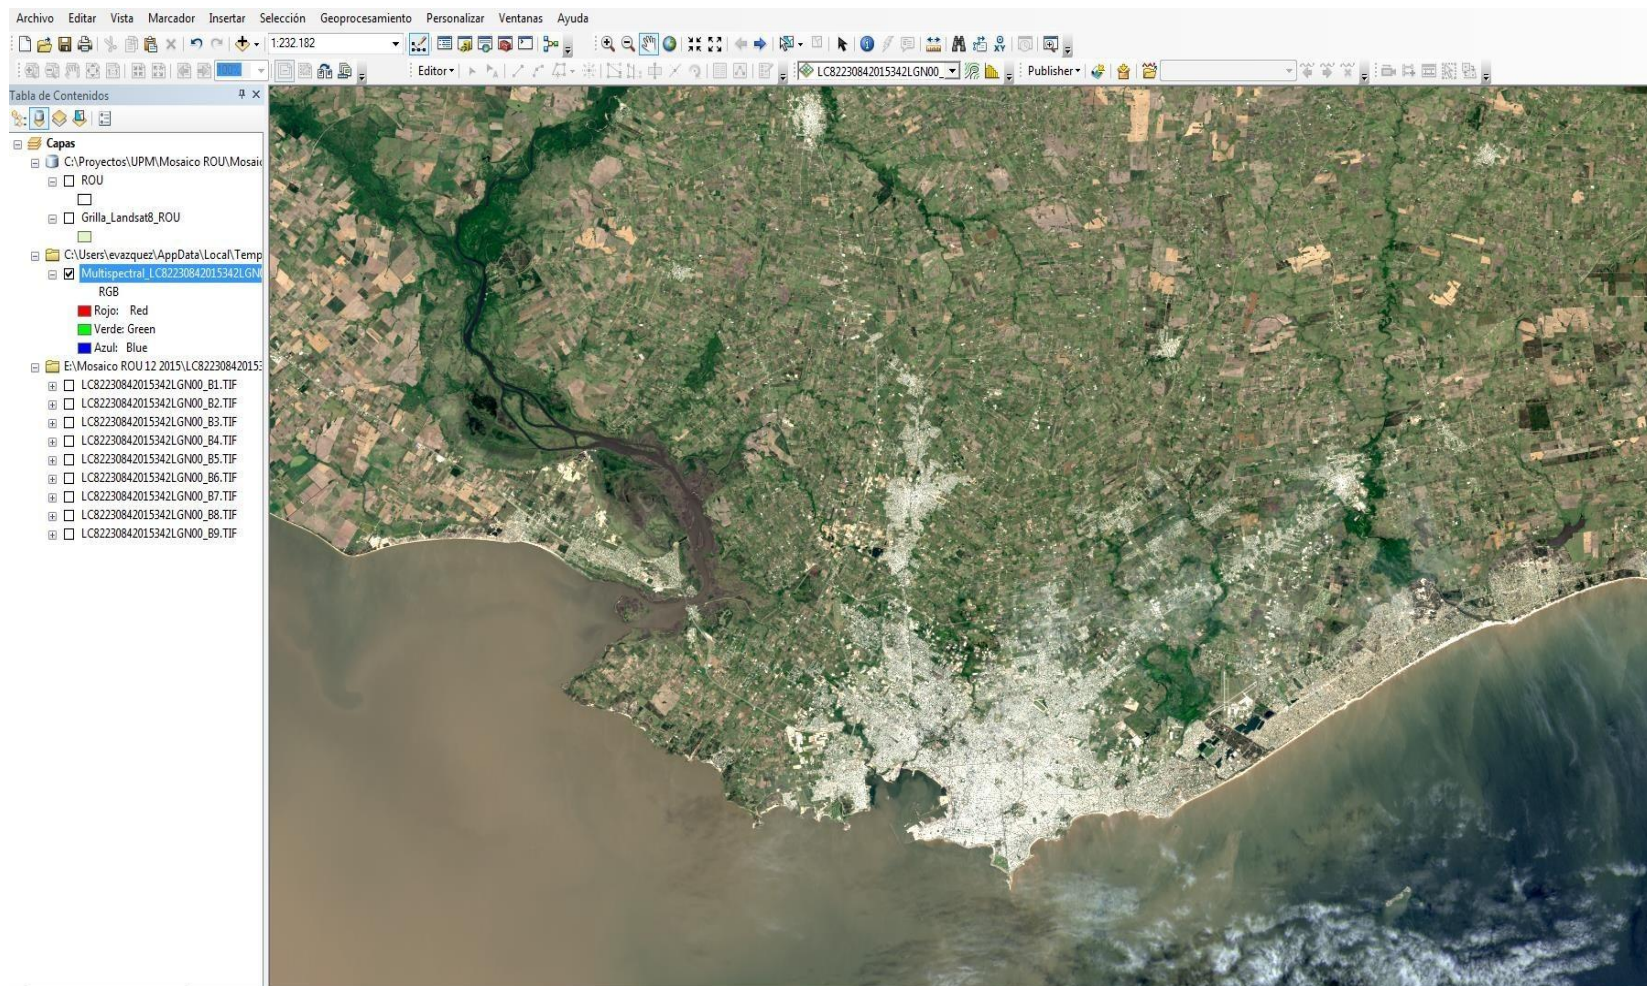 Archivo Editar Vista Marcador Insertar Selección Geoprocesamiento Personalizar Ventanas Ayuda
1:232.182
Editor LC82230842015342LGN00_ Publisher
Tabla de Contenidos
Capas
C:\Proyectos\UPM\Mosaico ROU\Mosaic
ROU
Grilla_Landsat8_ROU
C:\Users\evazquez\AppData\Local\Temp
Multispectral_LC82230842015342LGN0
RGB
Rojo: Red
Verde: Green
Azul: Blue
E:\Mosaico ROU 12 2015\LC822308420153
LC82230842015342LGN00_B1.TIF
LC82230842015342LGN00_B2.TIF
LC82230842015342LGN00_B3.TIF
LC82230842015342LGN00_B4.TIF
LC82230842015342LGN00_B5.TIF
LC82230842015342LGN00_B6.TIF
LC82230842015342LGN00_B7.TIF
LC82230842015342LGN00_B8.TIF
LC82230842015342LGN00_B9.TIF